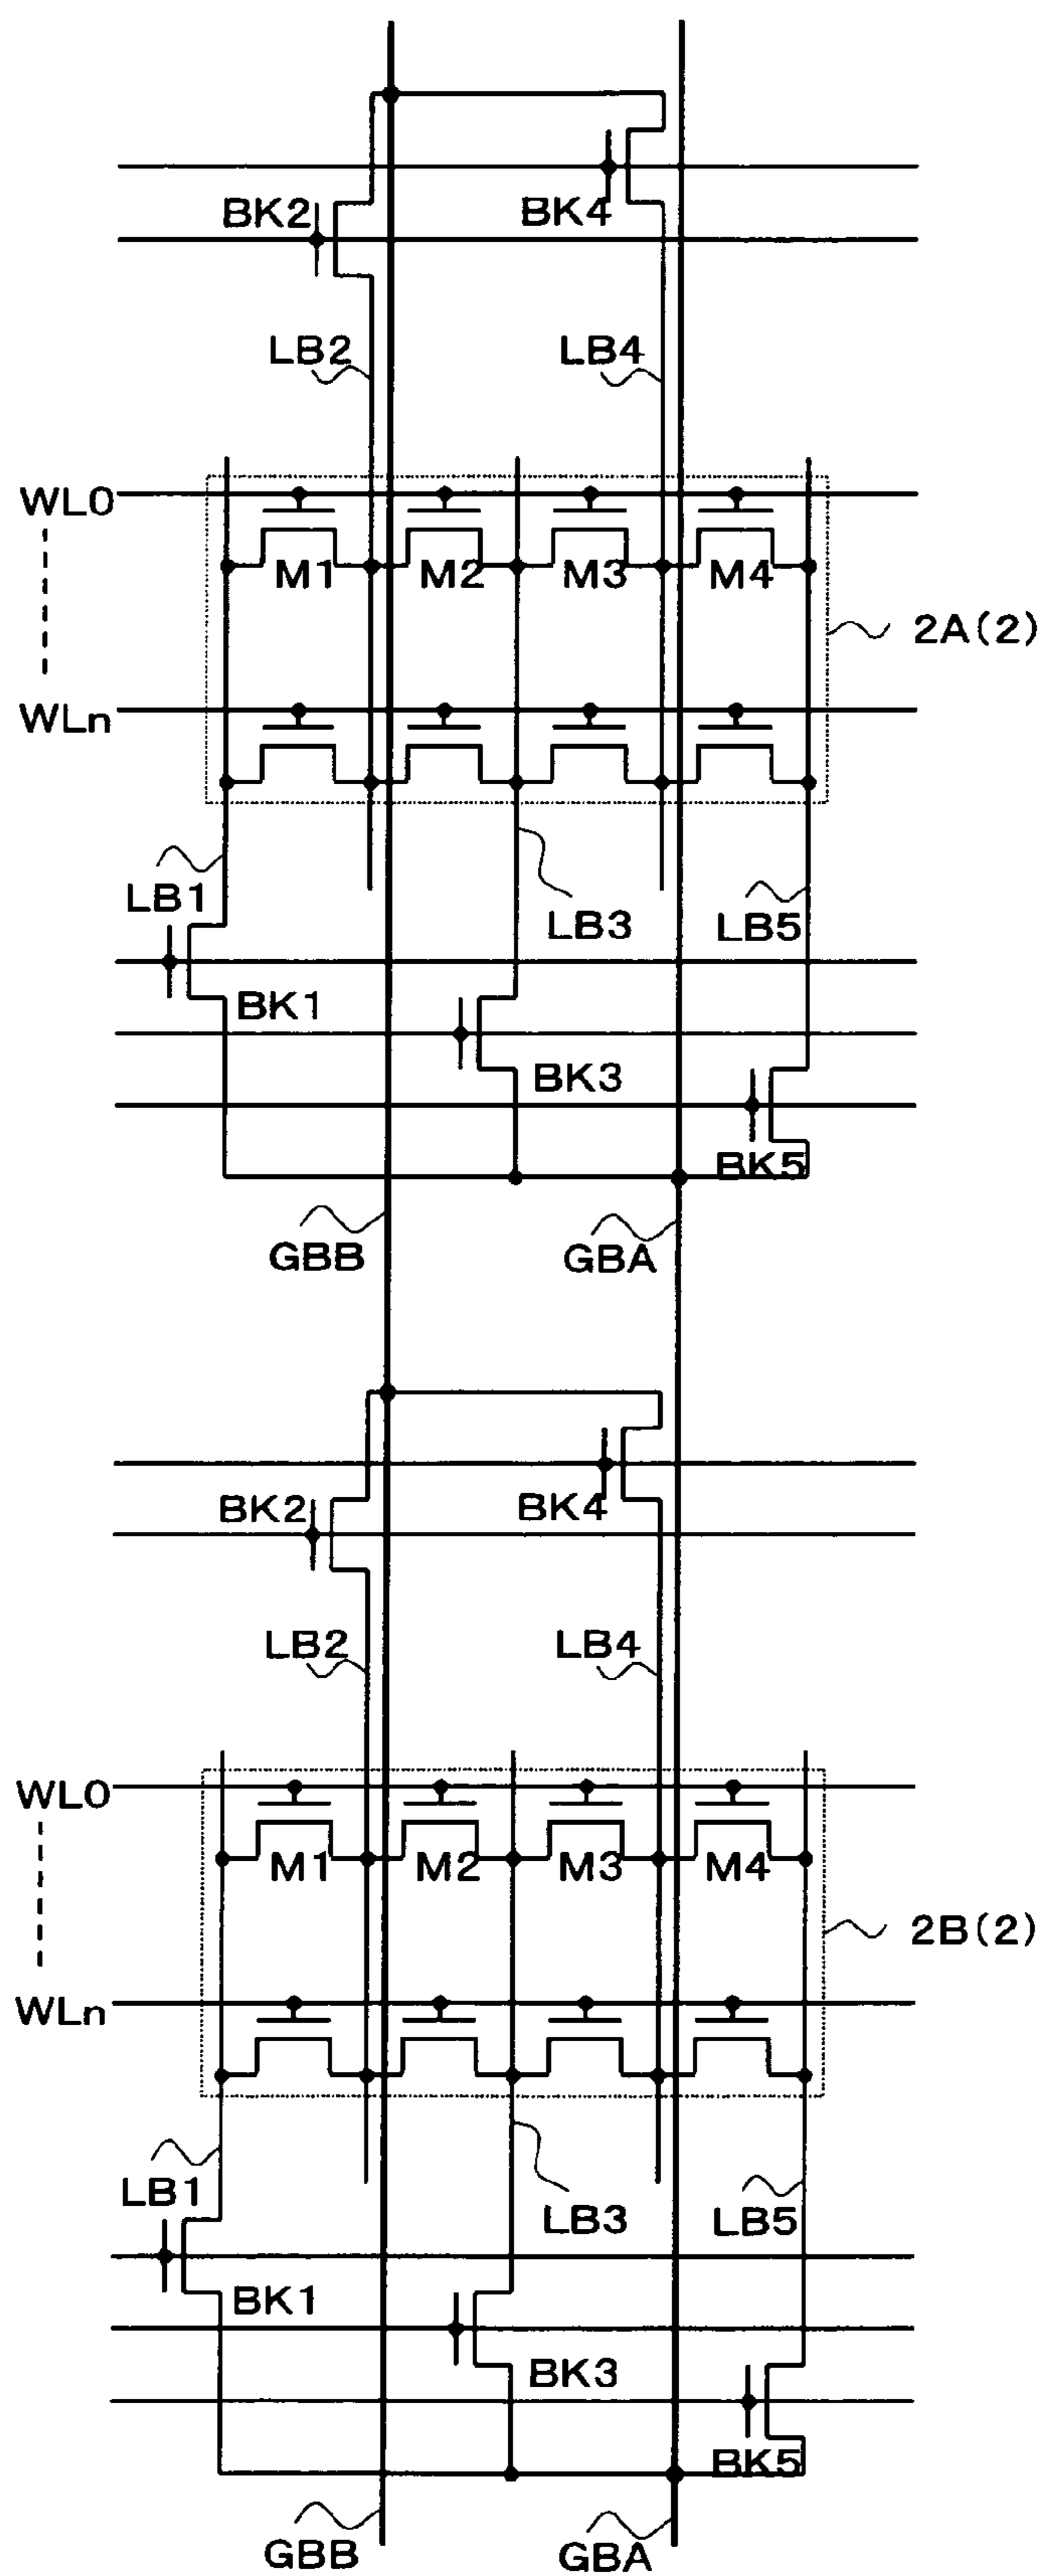 BK2 BK4
LB2 LB4
WL0
M1 M2 M3 M4
2A(2)
WLn
LB1 LB3 LB5
BK1
BK3
BK5
GBB GBA
BK2 BK4
LB2 LB4
WL0
M1 M2 M3 M4
2B(2)
WLn
LB1 LB3 LB5
BK1
BK3
BK5
GBB GBA